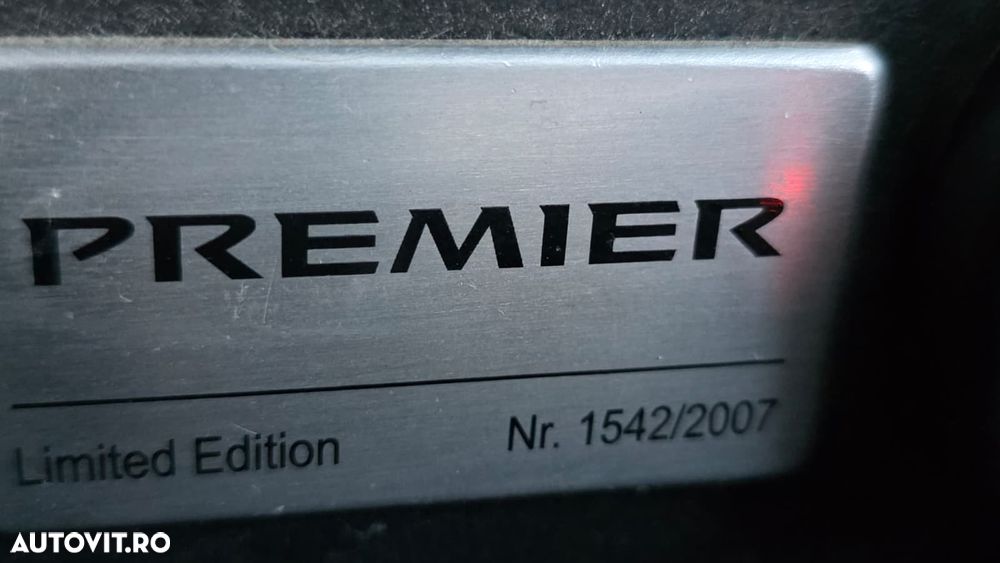 PREMIER
Limited Edition Nr. 1542/2007
AUTOVIT.RO